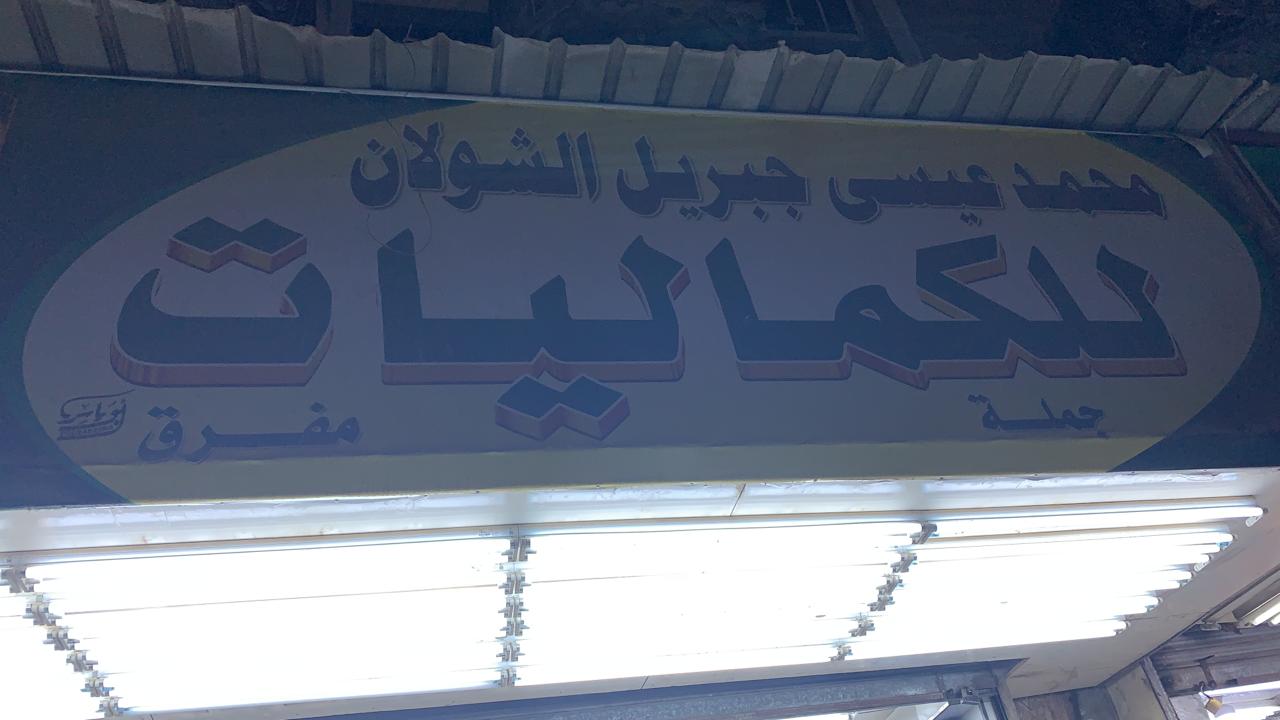 محمد عيسى جبريل الشولان
للكماليات
جملة
مفرق